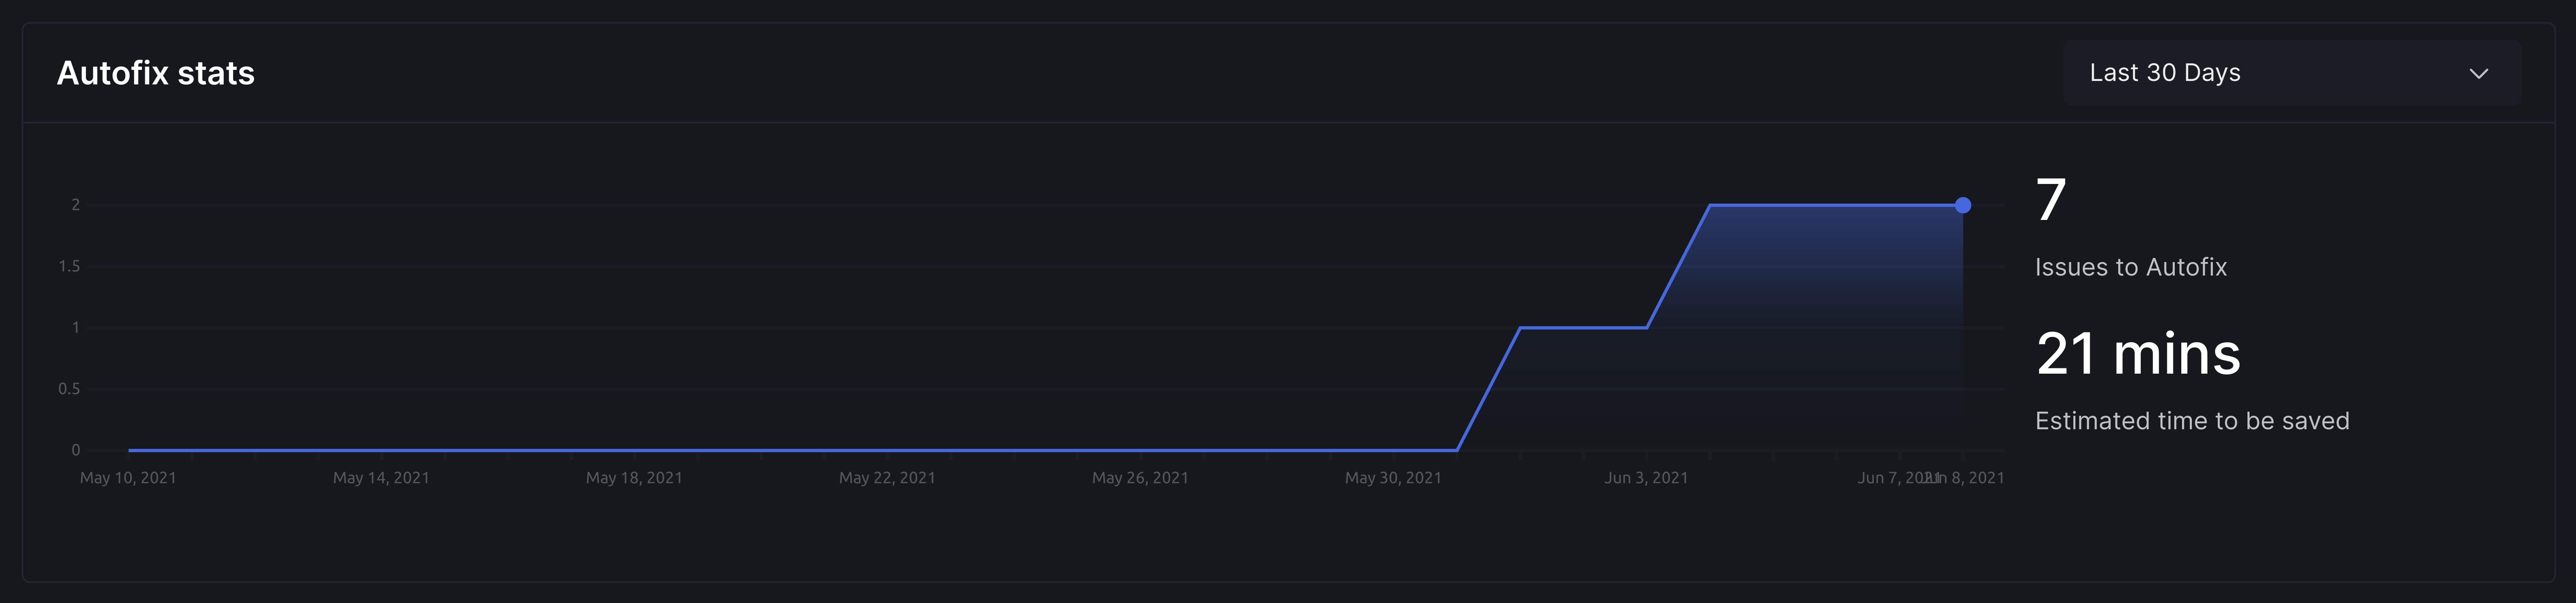 Autofix stats
Last 30 Days
2
1.5
1
0.5
0
May 10, 2021
May 14, 2021
May 18, 2021
May 22, 2021
May 26, 2021
May 30, 2021
Jun 3, 2021
Jun 7, 2021
Jun 8, 2021
7
Issues to Autofix
21 mins
Estimated time to be saved